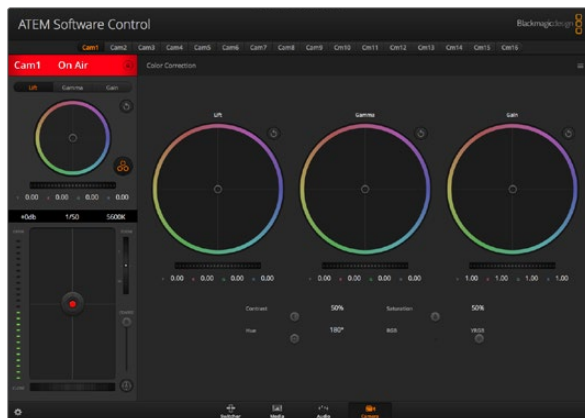 ATEM Software Control
Blackmagicdesign
Cam1 Cam2 Cam3 Cam4 Cam5 Cam6 Cam7 Cam8 Cam9 Cm10 Cm11 Cm12 Cm13 Cm14 Cm15 Cm16
Cam1 On Air
Color Correction
Lift Gamma Gain
Lift Gamma Gain
0.00 0.00 0.00 0.00
0.00 0.00 0.00 0.00
0.00 0.00 0.00 0.00
1.00 1.00 1.00 1.00
+0db 1/50 5600K
Contrast 50% Saturation 50%
Hue 180° RGB YRGB
Switcher Media Audio Camera